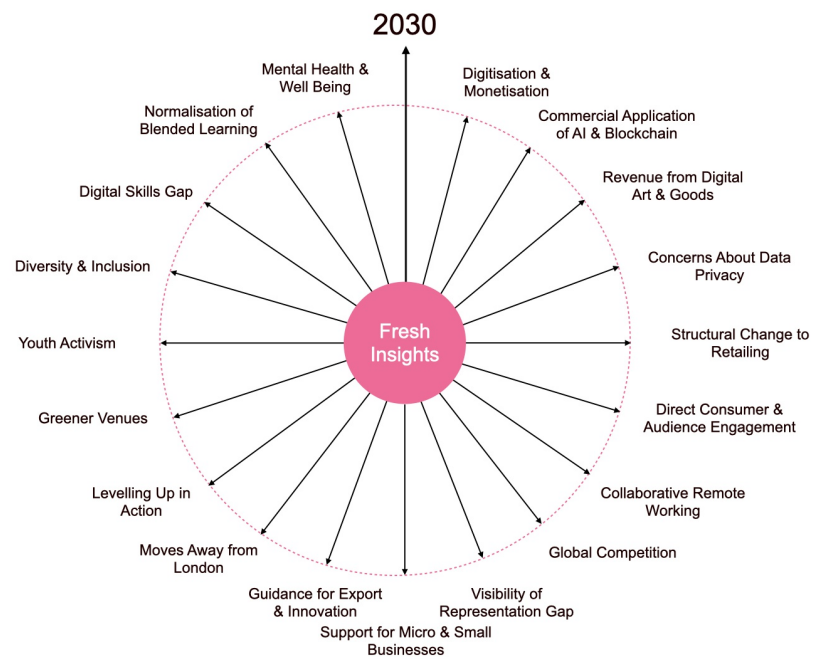 2030
Mental Health &
Well Being
Digitisation &
Monetisation
Normalisation of
Blended Learning
Commercial Application
of AI & Blockchain
Digital Skills Gap
Revenue from Digital
Art & Goods
Diversity & Inclusion
Concerns About Data
Privacy
Youth Activism
Fresh
Insights
Structural Change to
Retailing
Greener Venues
Direct Consumer &
Audience Engagement
Levelling Up in
Action
Collaborative Remote
Working
Moves Away from
London
Global Competition
Guidance for Export
& Innovation
Visibility of
Representation Gap
Support for Micro & Small
Businesses